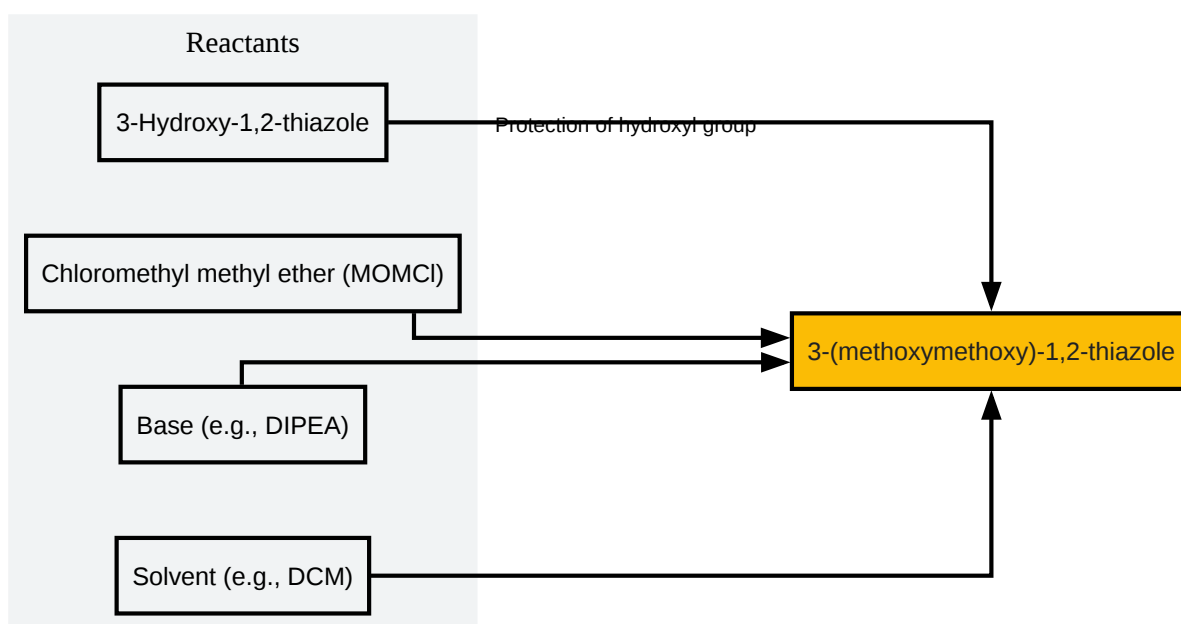 Reactants
3-Hydroxy-1,2-thiazole
Protection of hydroxyl group
Chloromethyl methyl ether (MOMCl)
3-(methoxymethoxy)-1,2-thiazole
Base (e.g., DIPEA)
Solvent (e.g., DCM)